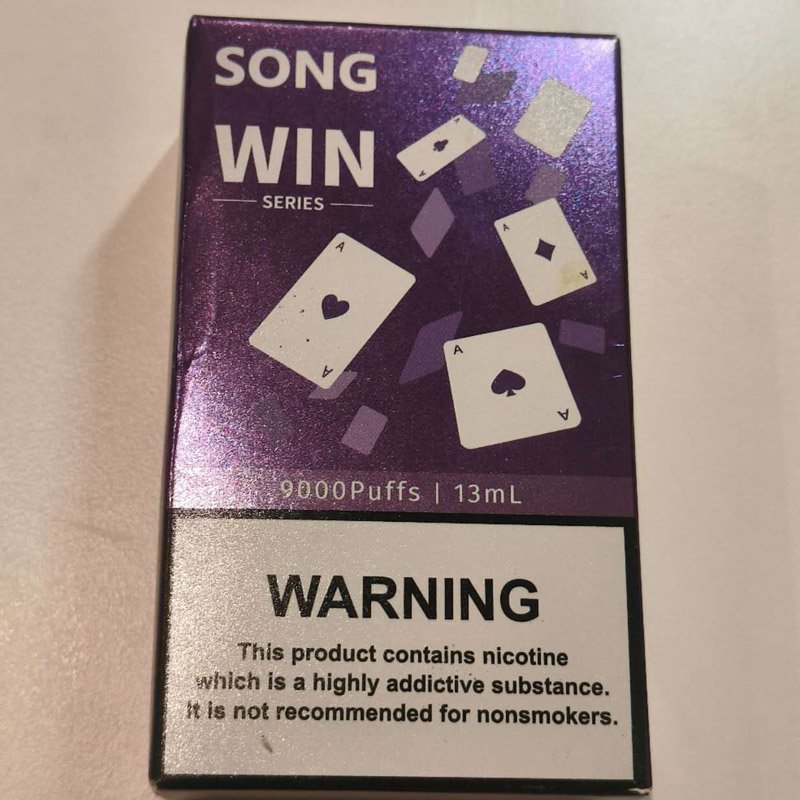 SONG
WIN
SERIES
A
A
A
A
A
A
A
A
9000Puffs | 13mL
WARNING
This product contains nicotine
which is a highly addictive substance.
It is not recommended for nonsmokers.